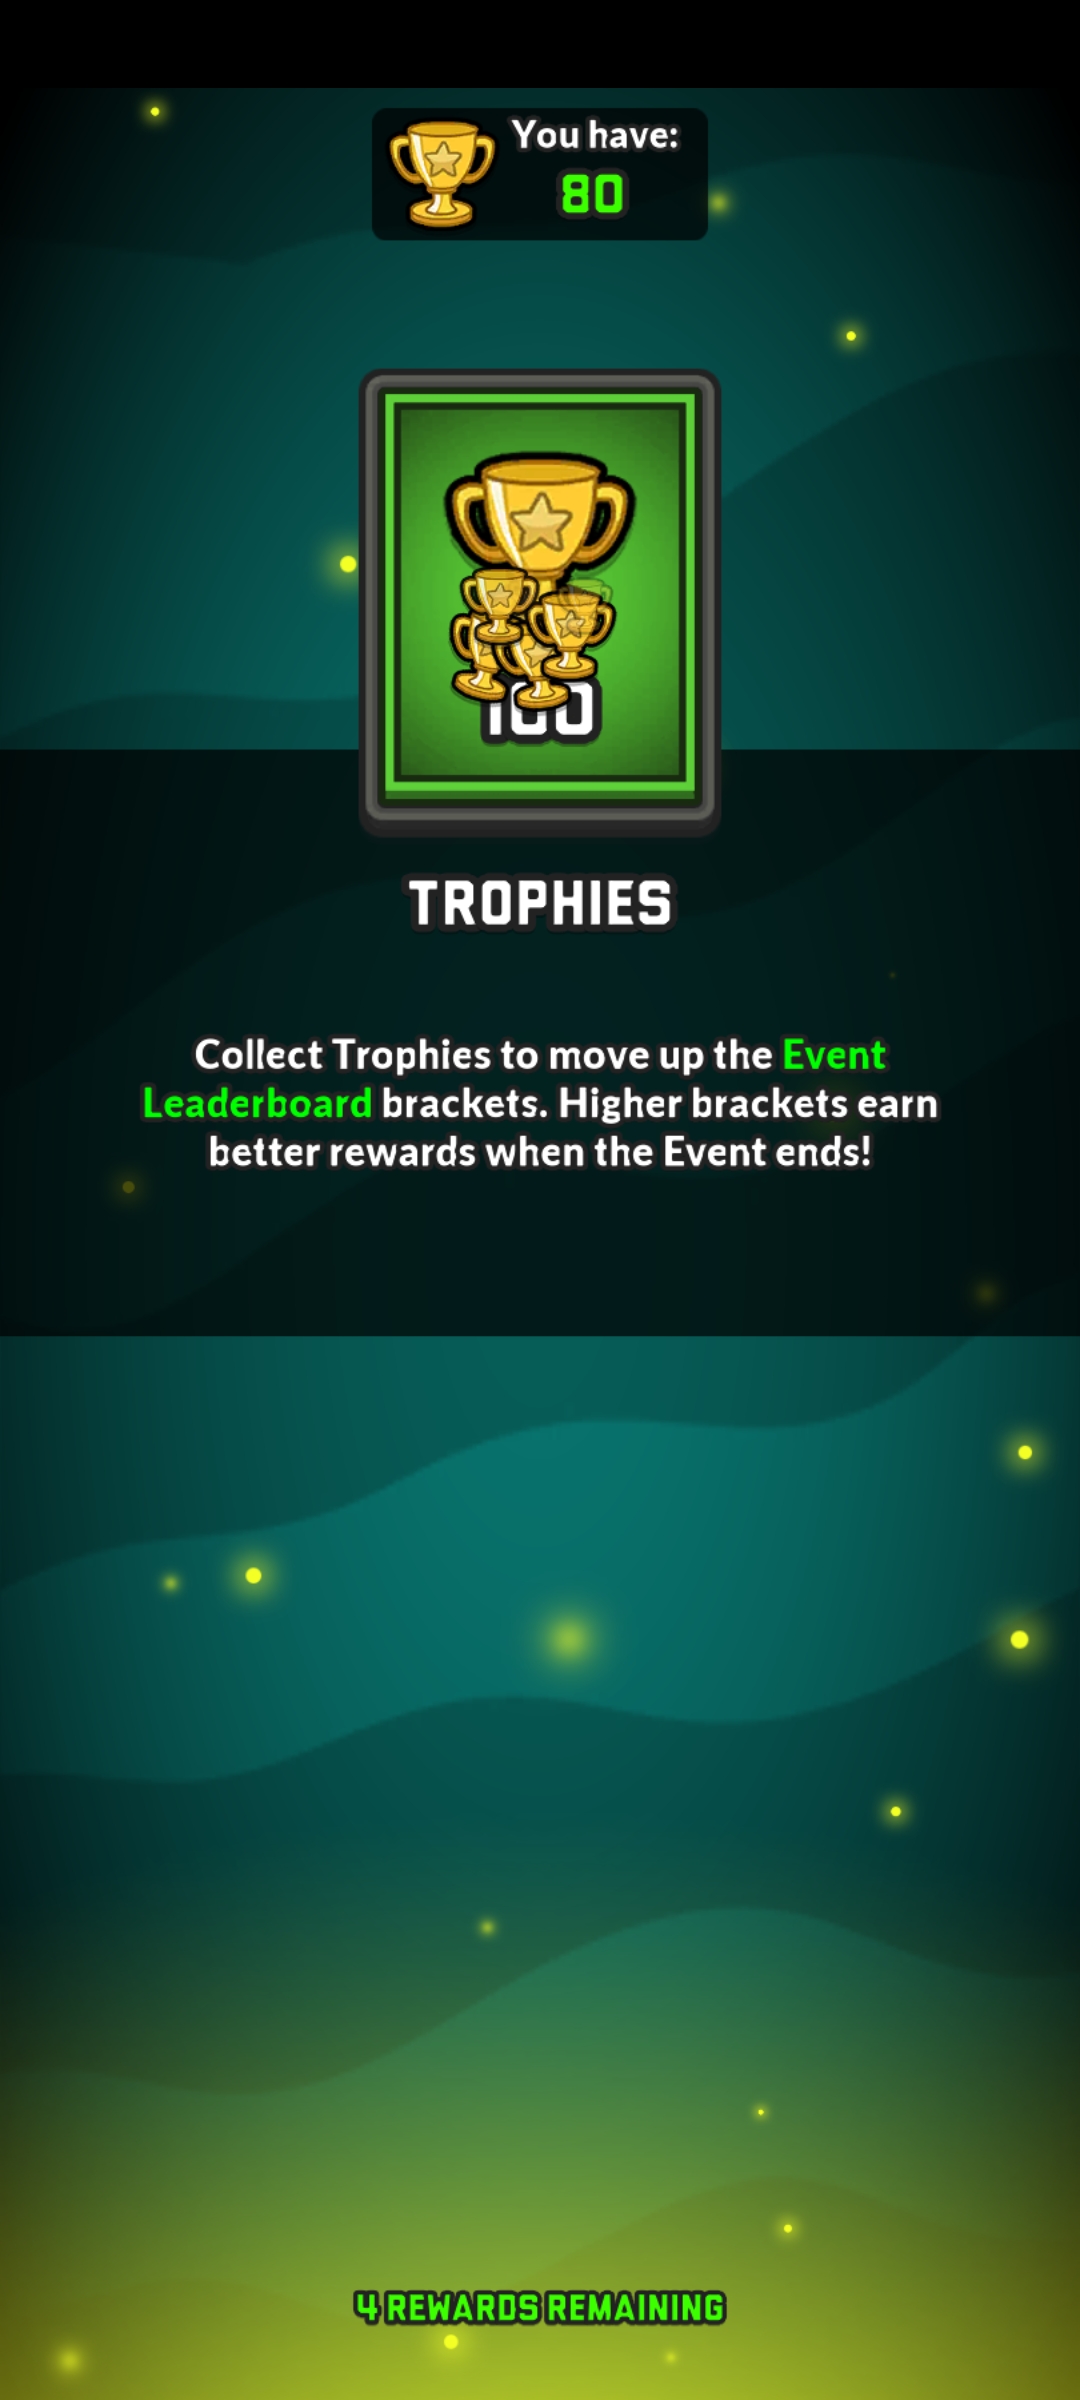 You have:
80
100
TROPHIES
Collect Trophies to move up the Event
Leaderboard brackets. Higher brackets earn
better rewards when the Event ends!
4 REWARDS REMAINING